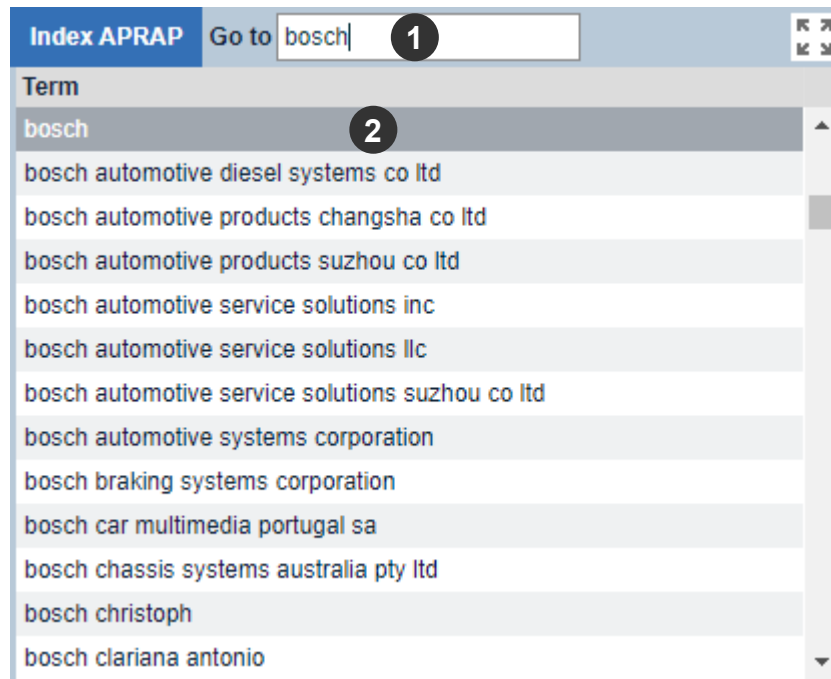 Index APRAP Go to bosch 1
Term
bosch 2
bosch automotive diesel systems co ltd
bosch automotive products changsha co ltd
bosch automotive products suzhou co ltd
bosch automotive service solutions inc
bosch automotive service solutions llc
bosch automotive service solutions suzhou co ltd
bosch automotive systems corporation
bosch braking systems corporation
bosch car multimedia portugal sa
bosch chassis systems australia pty ltd
bosch christoph
bosch clariana antonio